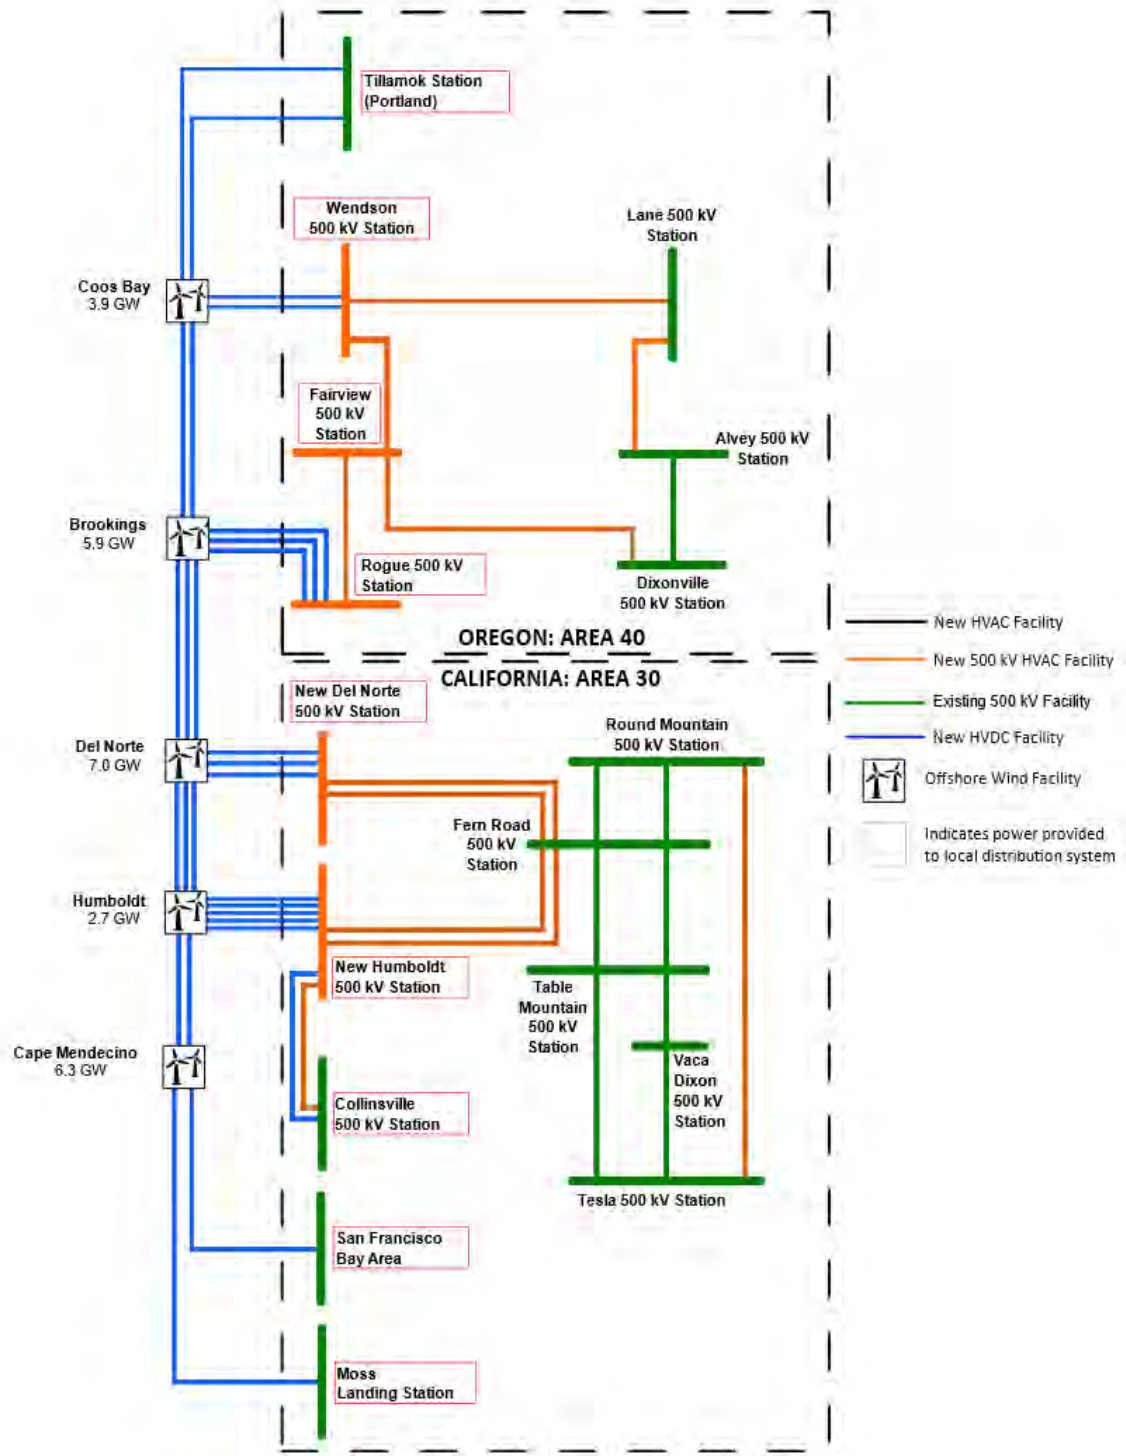 Tillamok Station
(Portland)
Wendson
500 kV Station
Lane 500 kV
Station
Coos Bay
3.9 GW
Fairview
500 kV
Station
Alvey 500 kV
Station
Brookings
5.9 GW
Rogue 500 kV
Station
Dixonville
500 kV Station
OREGON: AREA 40
CALIFORNIA: AREA 30
New HVAC Facility
New 500 kV HVAC Facility
Existing 500 kV Facility
New HVDC Facility
Offshore Wind Facility
Indicates power provided
to local distribution system
New Del Norte
500 kV Station
Round Mountain
500 kV Station
Del Norte
7.0 GW
Fern Road
500 kV
Station
Humboldt
2.7 GW
New Humboldt
500 kV Station
Table
Mountain
500 kV
Station
Cape Mendecino
6.3 GW
Vaca
Dixon
500 kV
Station
Collinsville
500 kV Station
Tesla 500 kV Station
San Francisco
Bay Area
Moss
Landing Station